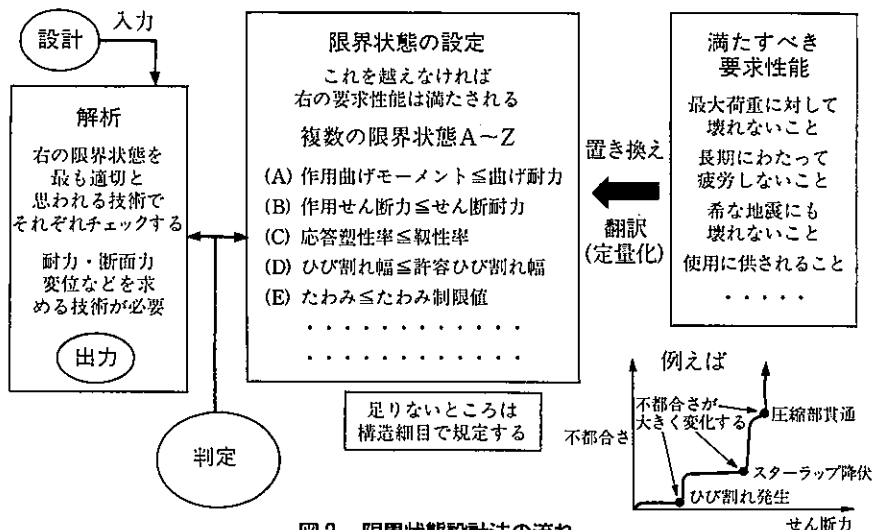 設計
入力
解析
右の限界状態を
最も適切と
思われる技術で
それぞれチェックする
耐力・断面力
変位などを求
める技術が必要
出力
判定
限界状態の設定
これを越えなければ
右の要求性能は満たされる
複数の限界状態A~Z
(A) 作用曲げモーメント≦曲げ耐力
(B) 作用せん断力≦せん断耐力
(C) 応答塑性率≦靱性率
(D) ひび割れ幅≦許容ひび割れ幅
(E) たわみ≦たわみ制限値
・・・・・・・・・・・・・
・・・・・・・・・・・・・
足りないところは
構造細目で規定する
置き換え
翻訳
(定量化)
満たすべき
要求性能
最大荷重に対して
壊れないこと
長期にわたって
疲労しないこと
希な地震にも
壊れないこと
使用に供されること
・・・・・
例えば
不都合さが
大きく変化する
不都合さ
圧縮部貫通
スターラップ降伏
ひび割れ発生
せん断力
図2 限界状態設計法の流れ